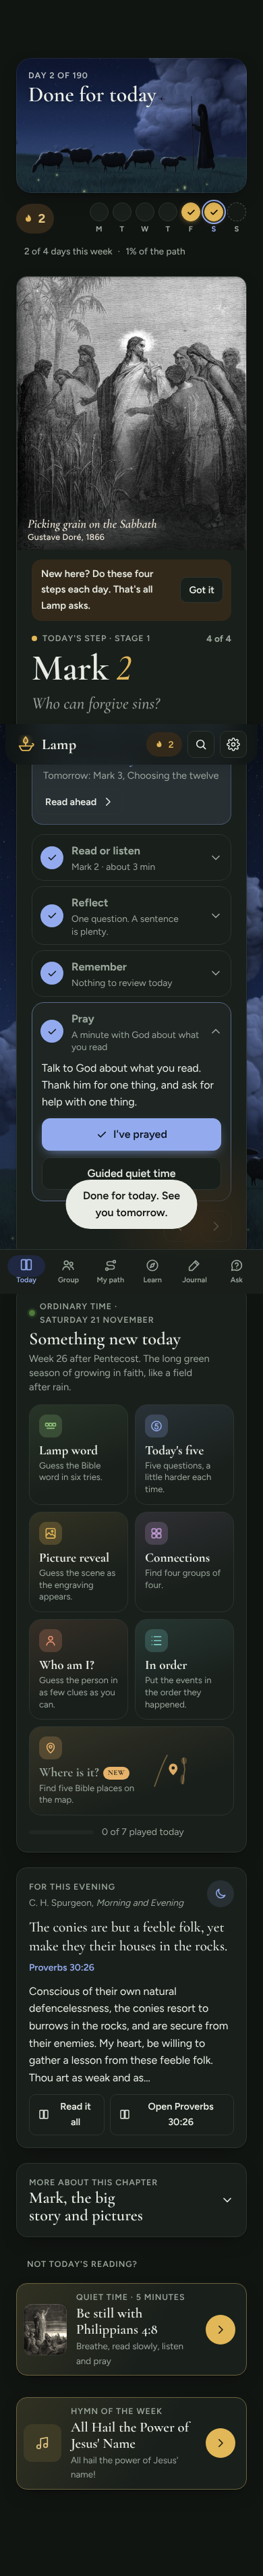 DAY 2 OF 190
Done for today
2
M T W T F S S
2 of 4 days this week · 1% of the path
Picking grain on the Sabbath
Gustave Doré, 1866
New here? Do these four
steps each day. That's all
Lamp asks.
Got it
TODAY'S STEP · STAGE 1
4 of 4
Mark 2
Who can forgive sins?
Lamp
2
Tomorrow: Mark 3, Choosing the twelve
Read ahead
Read or listen
Mark 2 · about 3 min
Reflect
One question. A sentence
is plenty.
Remember
Nothing to review today
Pray
A minute with God about what
you read
Talk to God about what you read.
Thank him for one thing, and ask for
help with one thing.
I've prayed
Guided quiet time
Done for today. See
you tomorrow.
Today Group My path Learn Journal Ask
ORDINARY TIME ·
SATURDAY 21 NOVEMBER
Something new today
Week 26 after Pentecost. The long green
season of growing in faith, like a field
after rain.
Lamp word
Guess the Bible
word in six tries.
Today's five
Five questions, a
little harder each
time.
Picture reveal
Guess the scene as
the engraving
appears.
Connections
Find four groups of
four.
Who am I?
Guess the person in
as few clues as you
can.
In order
Put the events in
the order they
happened.
Where is it? NEW
Find five Bible places on
the map.
0 of 7 played today
FOR THIS EVENING
C. H. Spurgeon, Morning and Evening
The conies are but a feeble folk, yet
make they their houses in the rocks.
Proverbs 30:26
Conscious of their own natural
defencelessness, the conies resort to
burrows in the rocks, and are secure from
their enemies. My heart, be willing to
gather a lesson from these feeble folk.
Thou art as weak and as…
Read it
all
Open Proverbs
30:26
MORE ABOUT THIS CHAPTER
Mark, the big
story and pictures
NOT TODAY'S READING?
QUIET TIME · 5 MINUTES
Be still with
Philippians 4:8
Breathe, read slowly, listen
and pray
HYMN OF THE WEEK
All Hail the Power of
Jesus' Name
All hail the power of Jesus'
name!